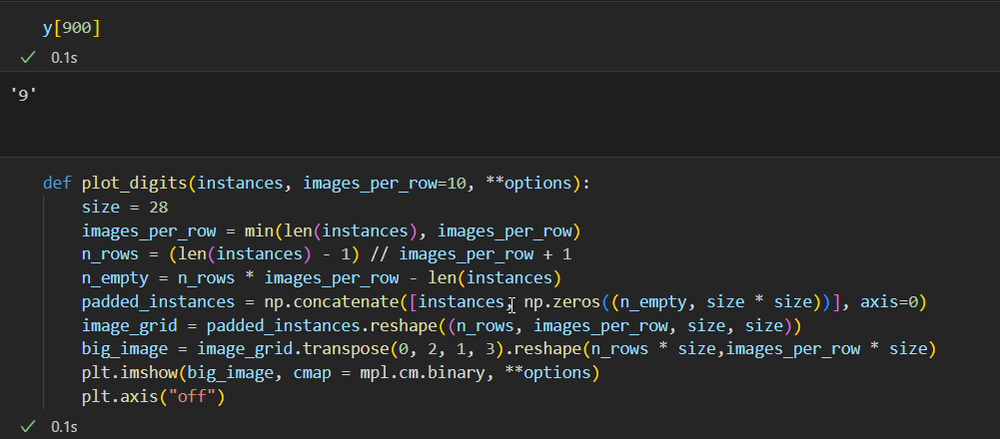 y[900]
0.1s
'9'
def plot_digits(instances, images_per_row=10, **options):
    size = 28
    images_per_row = min(len(instances), images_per_row)
    n_rows = (len(instances) - 1) // images_per_row + 1
    n_empty = n_rows * images_per_row - len(instances)
    padded_instances = np.concatenate([instances, np.zeros((n_empty, size * size))], axis=0)
    image_grid = padded_instances.reshape((n_rows, images_per_row, size, size))
    big_image = image_grid.transpose(0, 2, 1, 3).reshape(n_rows * size,images_per_row * size)
    plt.imshow(big_image, cmap = mpl.cm.binary, **options)
    plt.axis("off")
0.1s